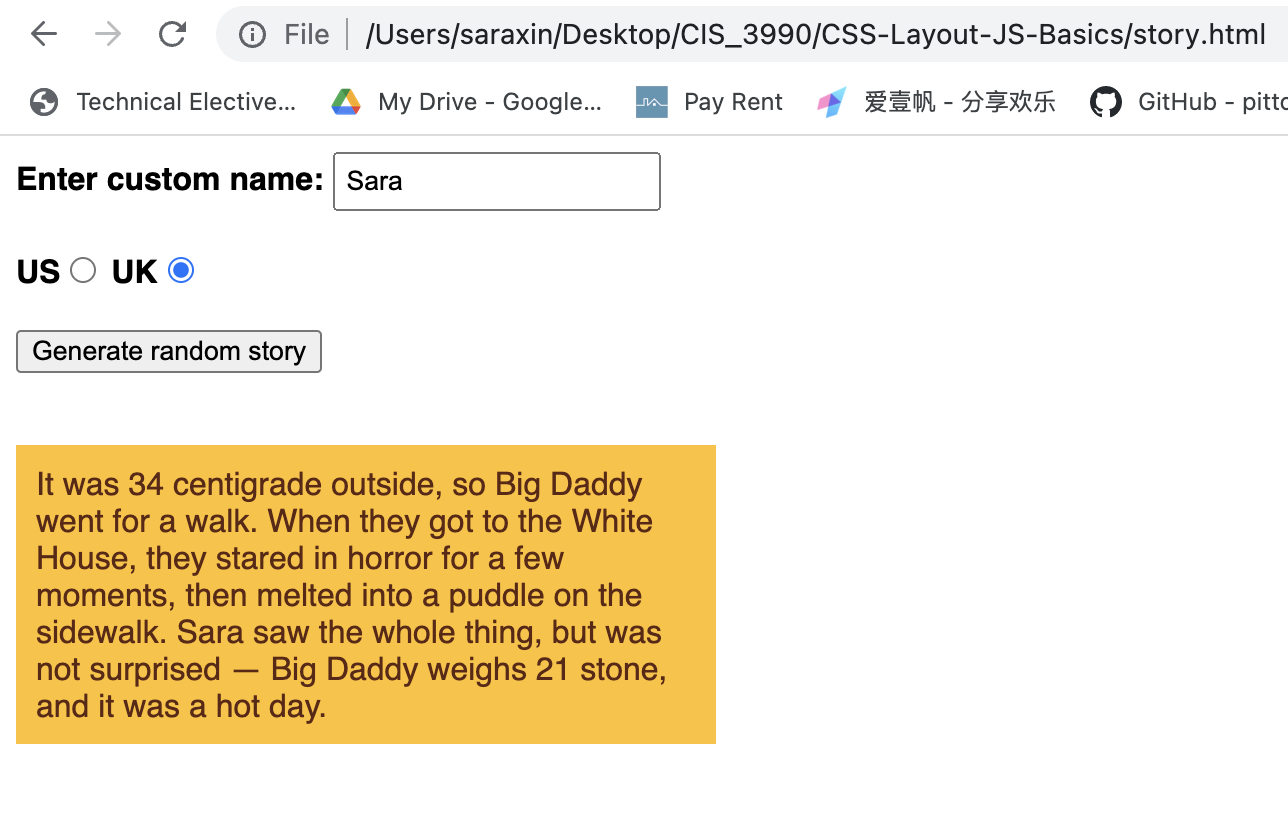 File /Users/saraxin/Desktop/CIS_3990/CSS-Layout-JS-Basics/story.html
Technical Elective... My Drive - Google... Pay Rent 爱壹帆 - 分享欢乐 GitHub - pitto
Enter custom name: Sara
US UK
Generate random story
It was 34 centigrade outside, so Big Daddy
went for a walk. When they got to the White
House, they stared in horror for a few
moments, then melted into a puddle on the
sidewalk. Sara saw the whole thing, but was
not surprised — Big Daddy weighs 21 stone,
and it was a hot day.